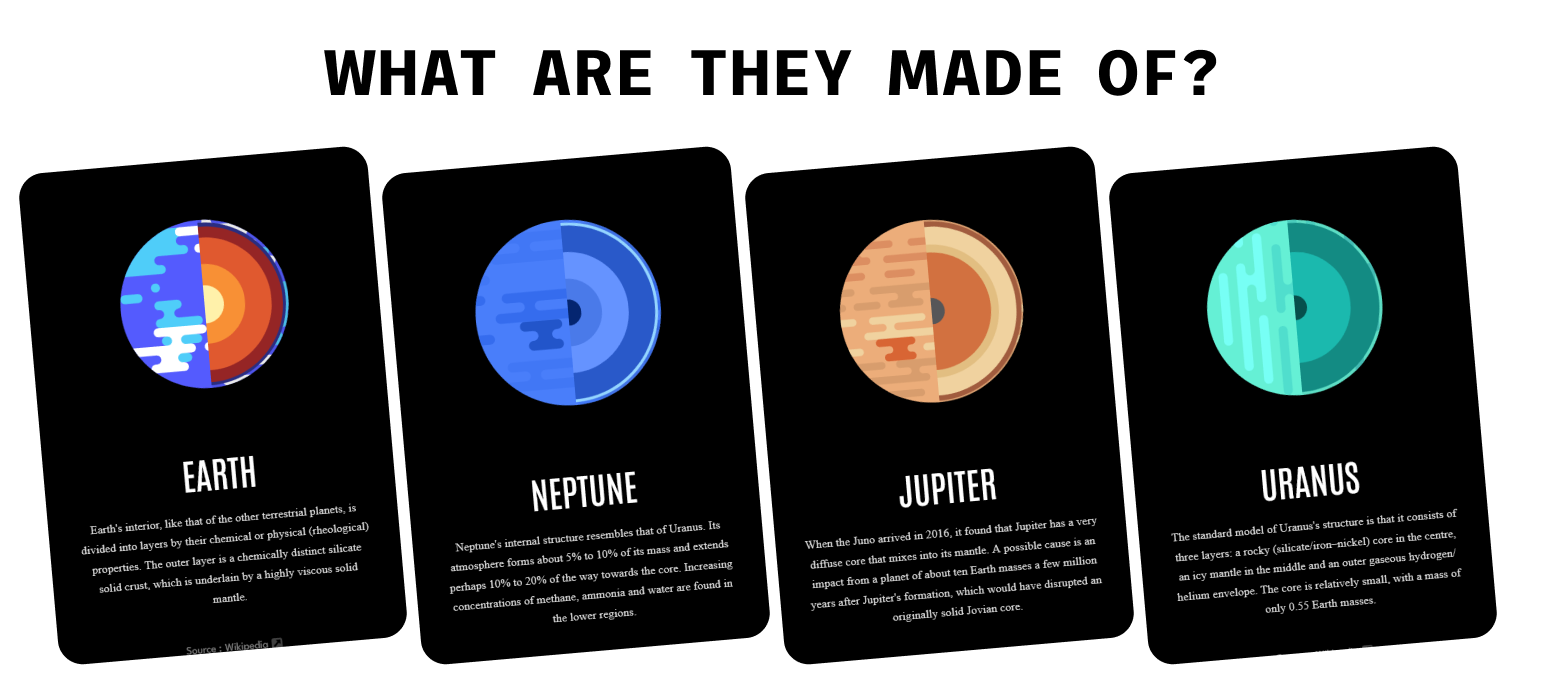 WHAT ARE THEY MADE OF?
EARTH
Earth's interior, like that of the other terrestrial planets, is
divided into layers by their chemical or physical (rheological)
properties. The outer layer is a chemically distinct silicate
solid crust, which is underlain by a highly viscous solid
mantle.
Source : Wikipedia
NEPTUNE
Neptune's internal structure resembles that of Uranus. Its
atmosphere forms about 5% to 10% of its mass and extends
perhaps 10% to 20% of the way towards the core. Increasing
concentrations of methane, ammonia and water are found in
the lower regions.
JUPITER
When the Juno arrived in 2016, it found that Jupiter has a very
diffuse core that mixes into its mantle. A possible cause is an
impact from a planet of about ten Earth masses a few million
years after Jupiter's formation, which would have disrupted an
originally solid Jovian core.
URANUS
The standard model of Uranus's structure is that it consists of
three layers: a rocky (silicate/iron–nickel) core in the centre,
an icy mantle in the middle and an outer gaseous hydrogen/
helium envelope. The core is relatively small, with a mass of
only 0.55 Earth masses.